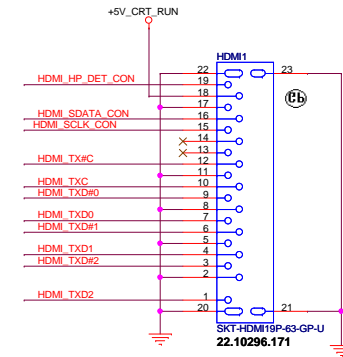 +5V_CRT_RUN
HDMI1
22
23
HDMI_HP_DET_CON
19
18
17
HDMI_SDATA_CON
16
HDMI_SCLK_CON
15
14
13
HDMI_TX#C
12
11
HDMI_TXC
10
HDMI_TXD#0
9
8
HDMI_TXD0
7
HDMI_TXD#1
6
5
HDMI_TXD1
4
HDMI_TXD#2
3
2
HDMI_TXD2
1
20
21
SKT-HDMI19P-63-GP-U
22.10296.171